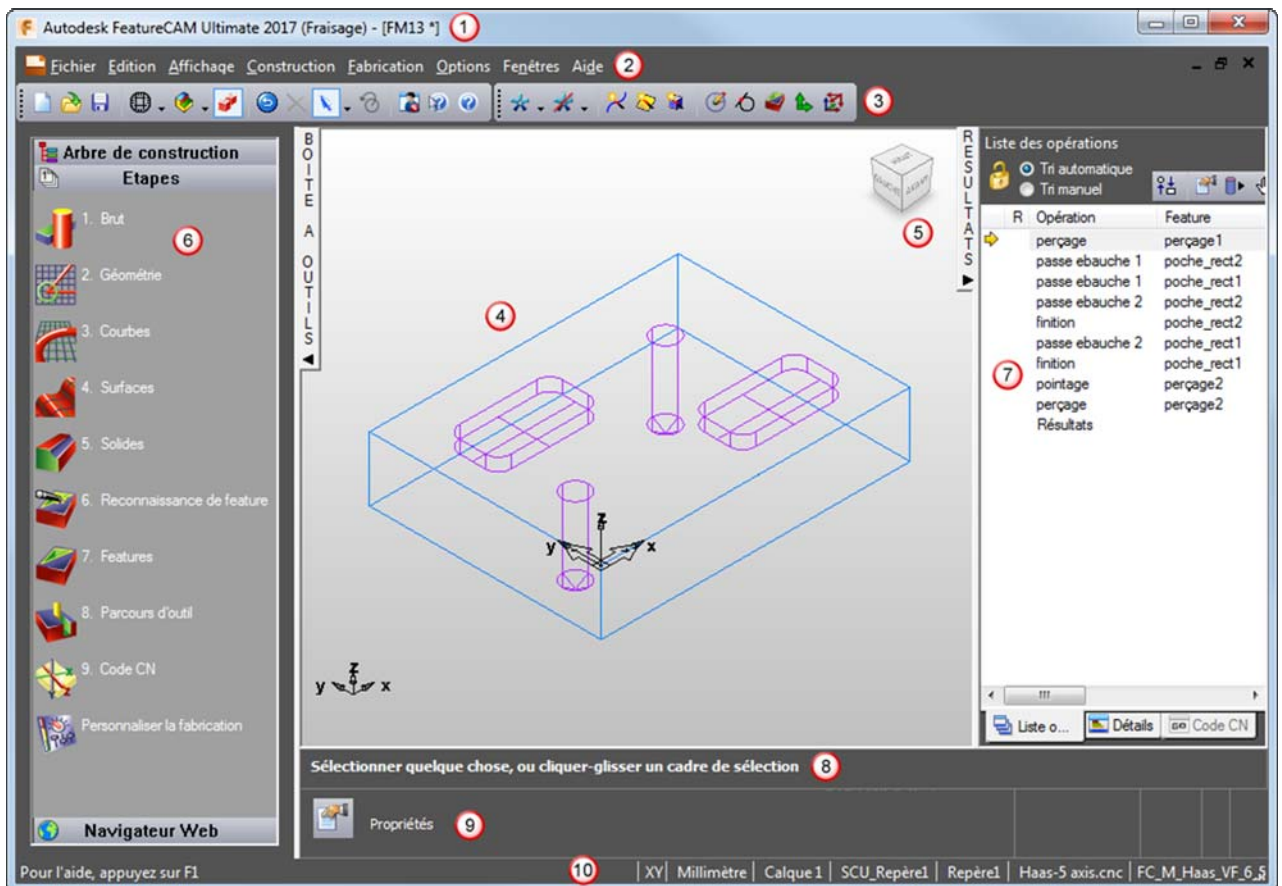 Autodesk FeatureCAM Ultimate 2017 (Fraisage) - [FM13 *] 1
Fichier Edition Affichage Construction Fabrication Options Fenêtres Aide 2
3
Arbre de construction
Etapes
1. Brut
6
2. Géométrie
3. Courbes
4. Surfaces
5. Solides
6. Reconnaissance de feature
7. Features
8. Parcours d'outil
9. Code CN
Personnaliser la fabrication
Navigateur Web
BOITE A OUTILS
4
5
z
y x
z
y x
RESULTATS
Liste des opérations
Tri automatique
Tri manuel
R Opération Feature
perçage perçage1
passe ebauche 1 poche_rect2
passe ebauche 1 poche_rect1
passe ebauche 2 poche_rect2
finition poche_rect2
passe ebauche 2 poche_rect1
finition poche_rect1
7
pointage perçage2
perçage perçage2
Résultats
Liste o... Détails GO Code CN
Sélectionner quelque chose, ou cliquer-glisser un cadre de sélection 8
Propriétés 9
Pour l'aide, appuyez sur F1 10 XY Millimètre Calque 1 SCU_Repère1 Repère1 Haas-5 axis.cnc FC_M_Haas_VF_6_5